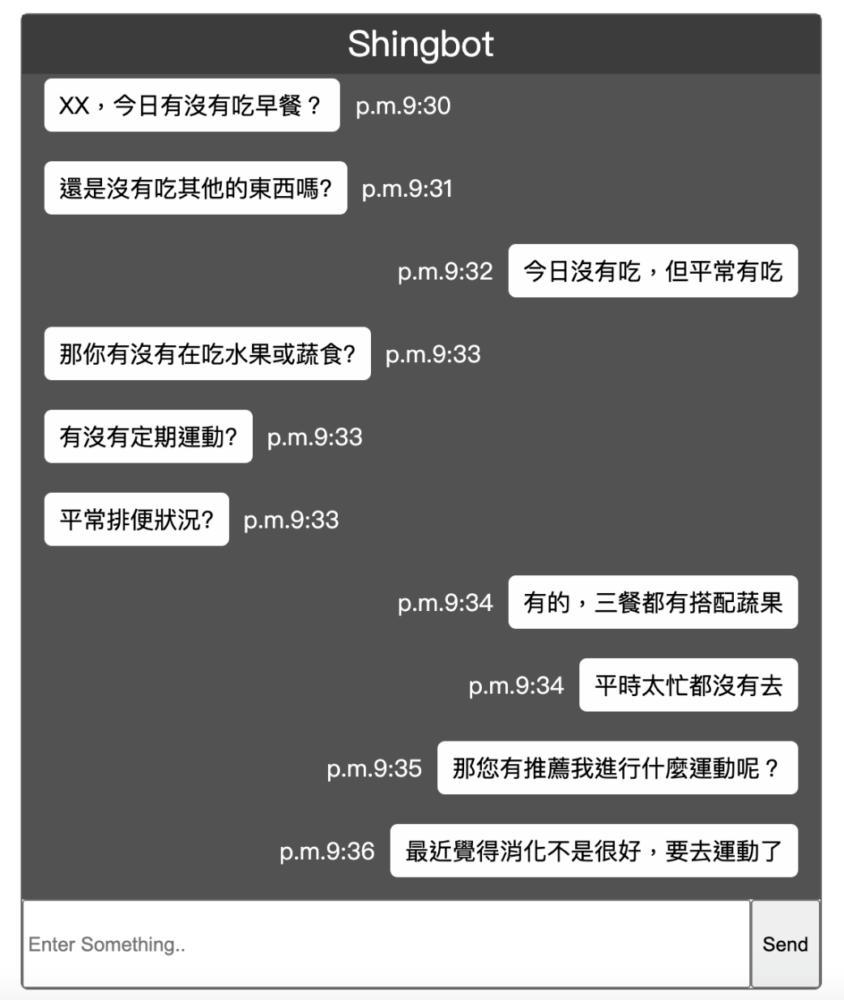 Shingbot
XX，今日有沒有吃早餐？ p.m.9:30
還是沒有吃其他的東西嗎? p.m.9:31
p.m.9:32 今日沒有吃，但平常有吃
那你有沒有在吃水果或蔬食? p.m.9:33
有沒有定期運動? p.m.9:33
平常排便狀況? p.m.9:33
p.m.9:34 有的，三餐都有搭配蔬果
p.m.9:34 平時太忙都沒有去
p.m.9:35 那您有推薦我進行什麼運動呢？
p.m.9:36 最近覺得消化不是很好，要去運動了
Enter Something.. Send